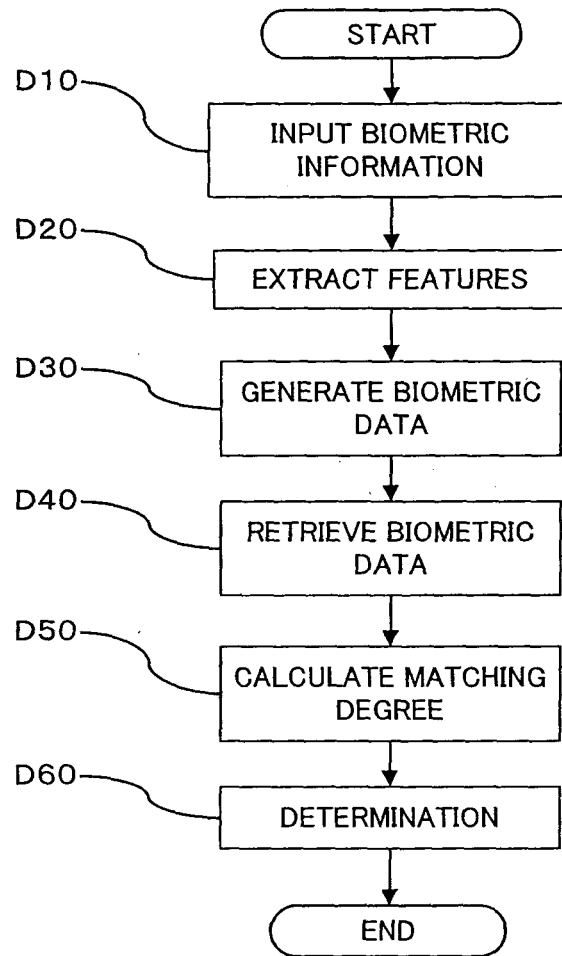 START
D10
INPUT BIOMETRIC
INFORMATION
D20
EXTRACT FEATURES
D30
GENERATE BIOMETRIC
DATA
D40
RETRIEVE BIOMETRIC
DATA
D50
CALCULATE MATCHING
DEGREE
D60
DETERMINATION
END